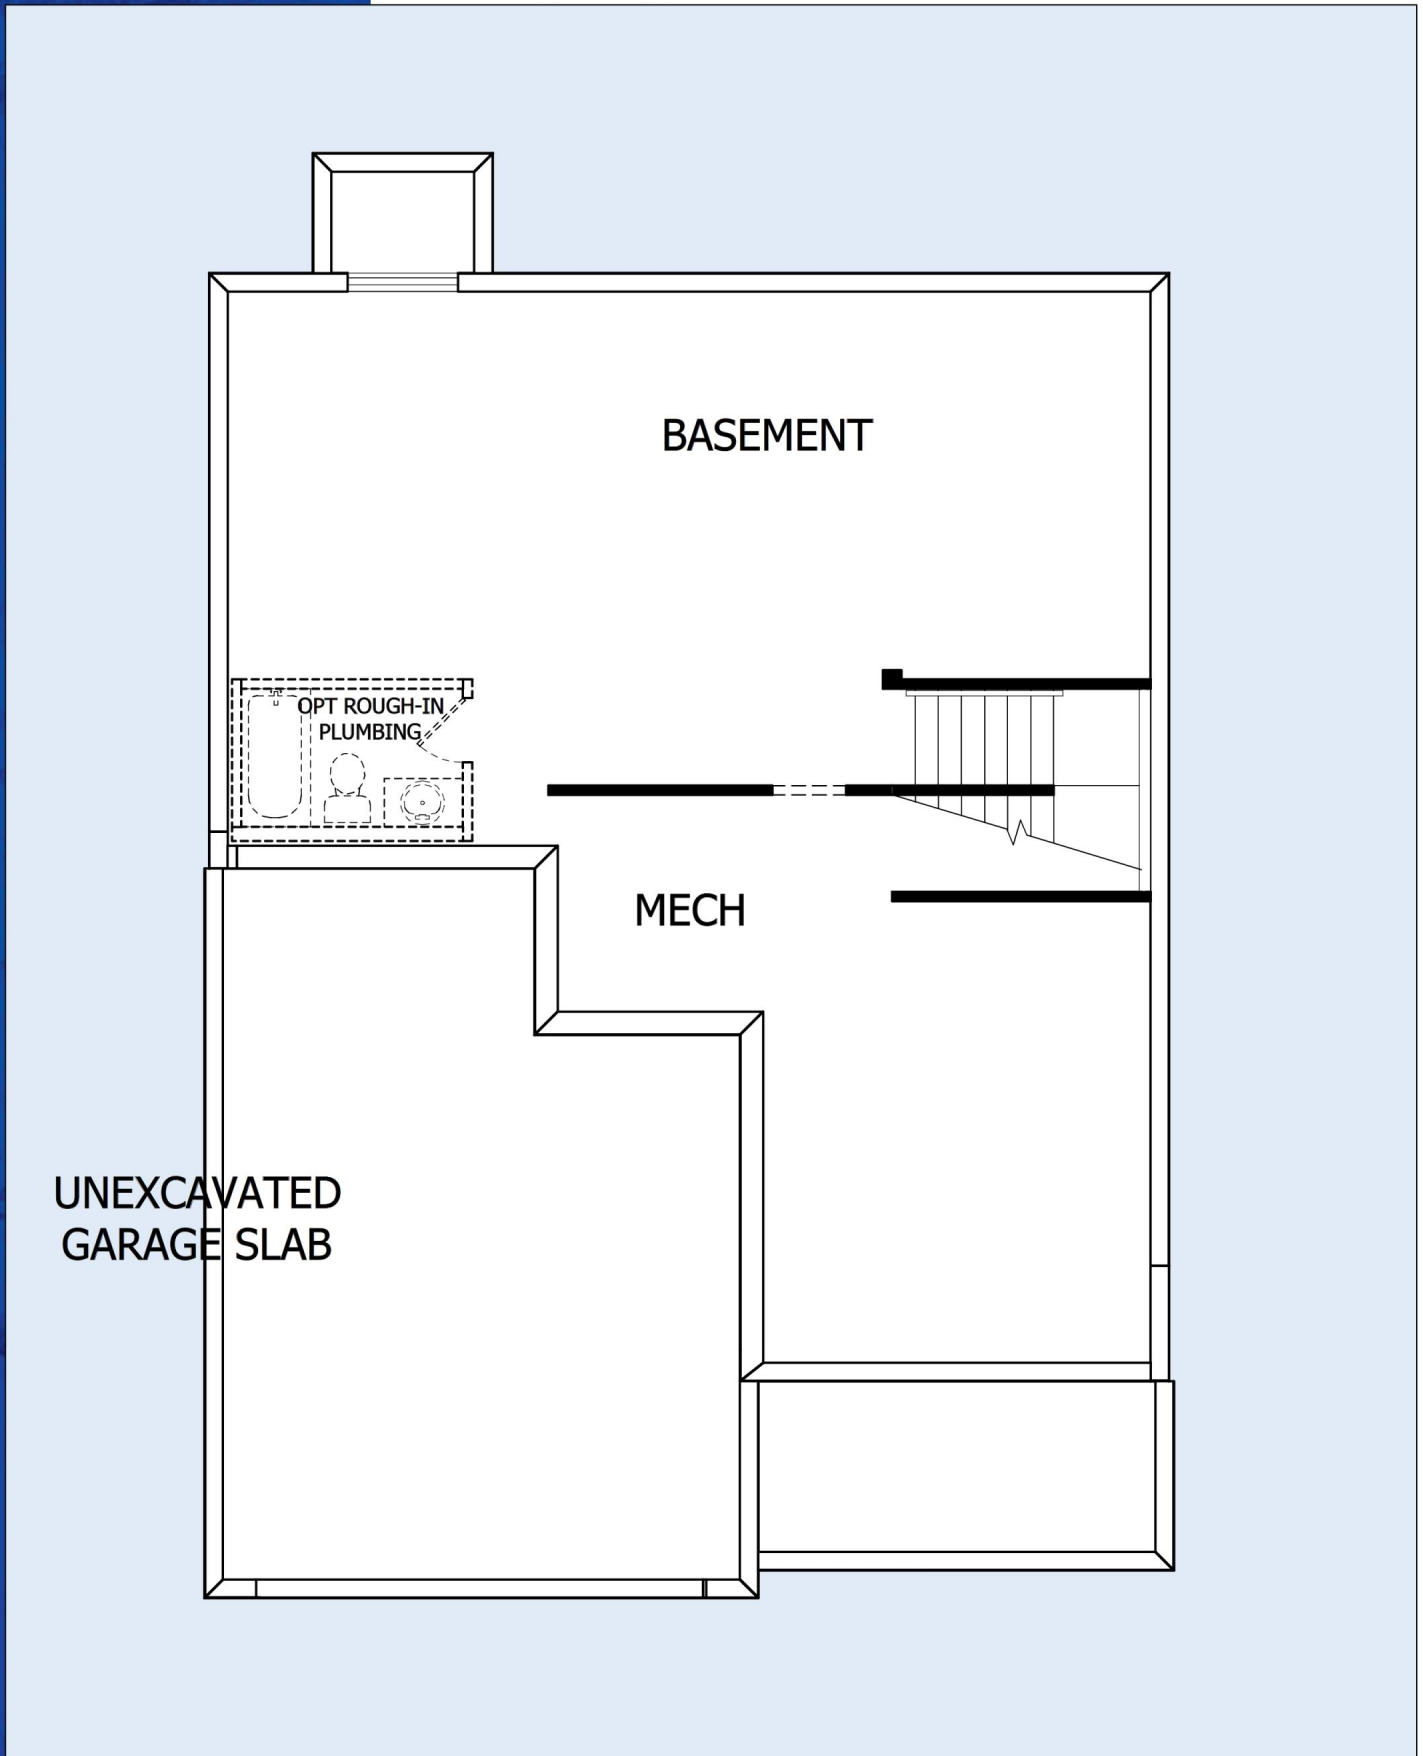 BASEMENT
OPT ROUGH-IN
PLUMBING
MECH
UNEXCAVATED
GARAGE SLAB